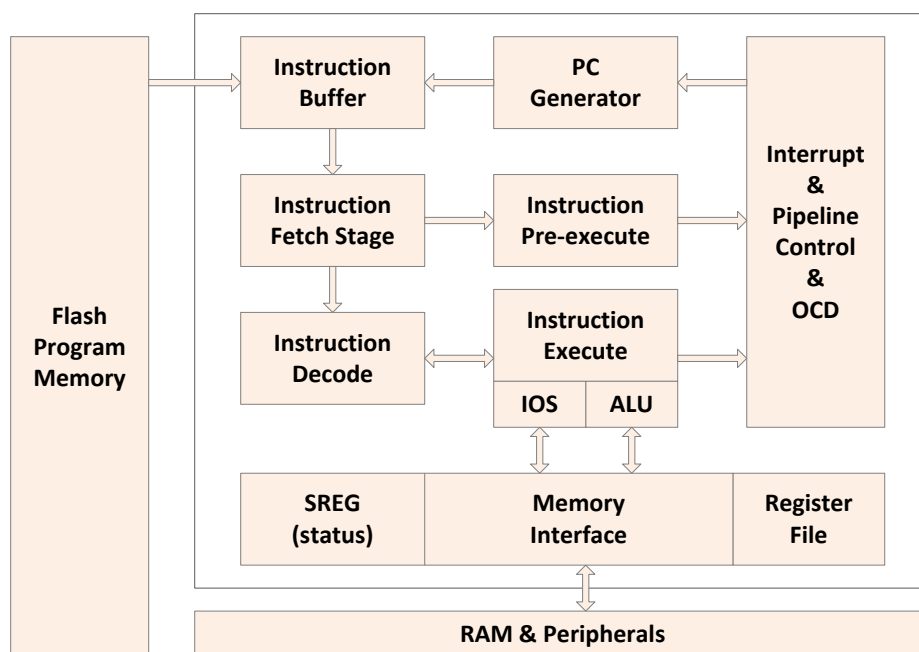 Flash
Program
Memory
Instruction
Buffer
PC
Generator
Interrupt
&
Pipeline
Control
&
OCD
Instruction
Fetch Stage
Instruction
Pre-execute
Instruction
Decode
Instruction
Execute
IOS
ALU
SREG
(status)
Memory
Interface
Register
File
RAM & Peripherals